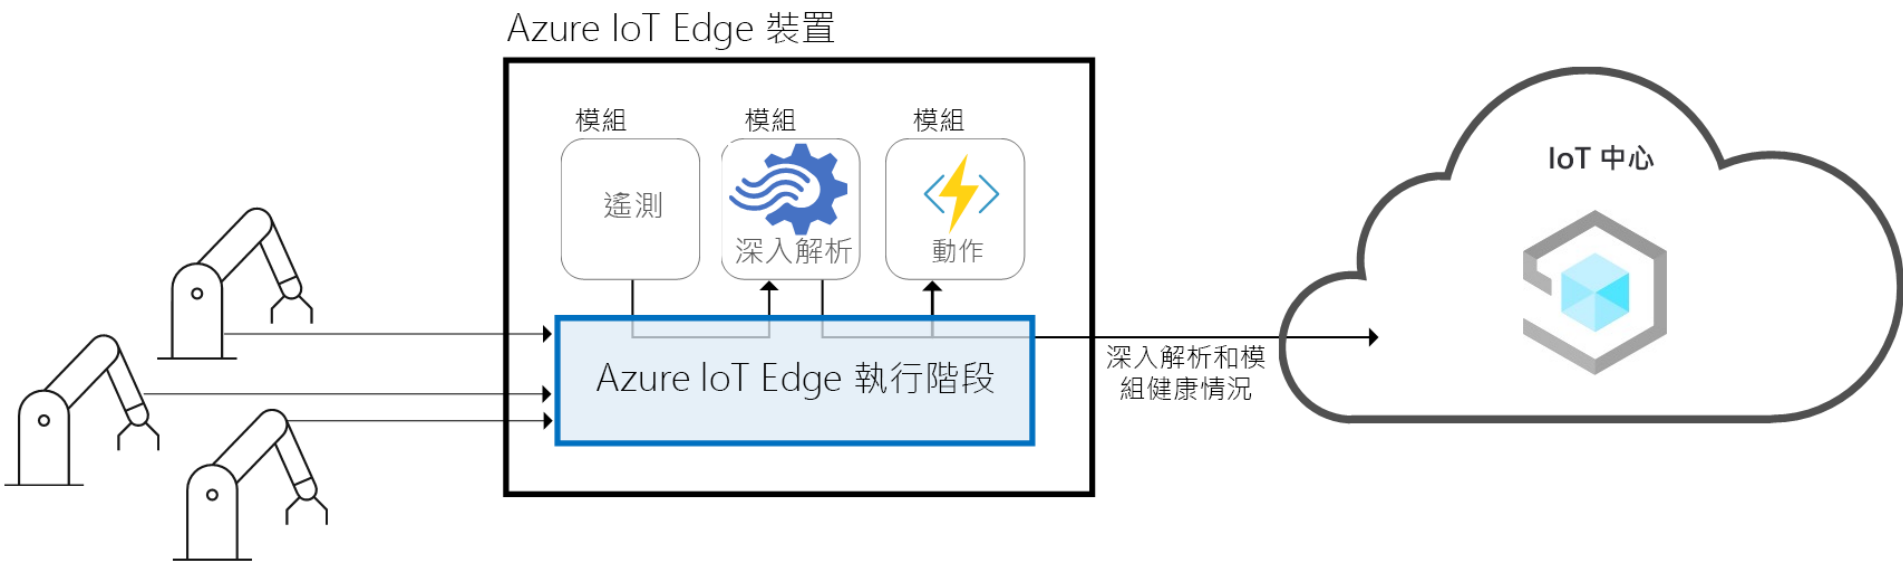 Azure IoT Edge 裝置
模組
模組
模組
遙測
深入解析
動作
Azure IoT Edge 執行階段
深入解析和模
組健康情況
IoT 中心